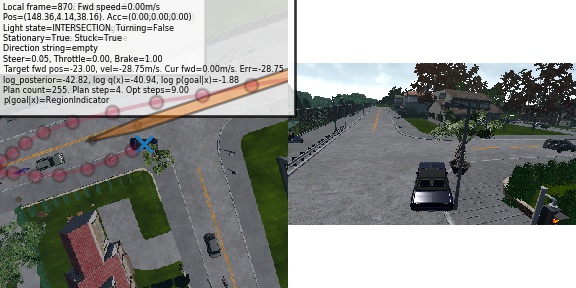 Local frame=870: Fwd speed=0.00m/s
Pos=(148.36,4.14,38.16). Acc=(0.00,0.00,0.00)
Light state=INTERSECTION, Turning=False
Stationary=True: Stuck=True
Direction string=empty
Steer=0.05, Throttle=0.00, Brake=1.00
Target fwd pos=-23.00, vel=-28.75m/s. Cur fwd=0.00m/s. Err=-28.75
log_posterior=-42.82, log q(x)=-40.94, log p(goal|x)=-1.88
Plan count=255. Plan step=4. Opt steps=9.00
p(goal|x)=RegionIndicator